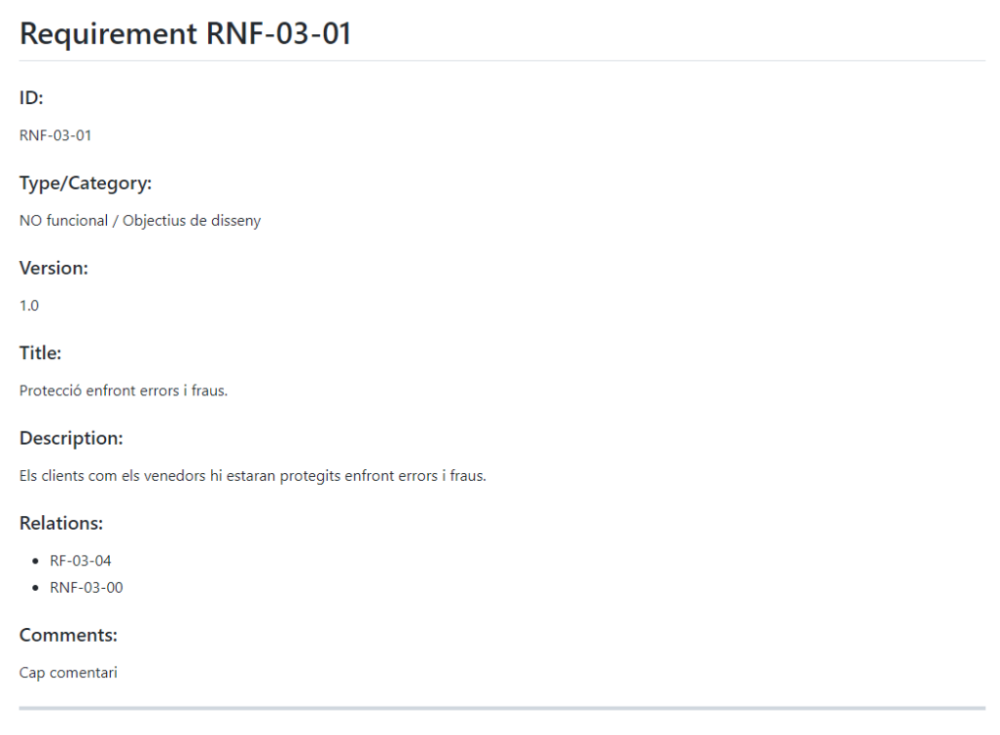 Requirement RNF-03-01
ID:
RNF-03-01
Type/Category:
NO funcional / Objectius de disseny
Version:
1.0
Title:
Protecció enfront errors i fraus.
Description:
Els clients com els venedors hi estaran protegits enfront errors i fraus.
Relations:
• RF-03-04
• RNF-03-00
Comments:
Cap comentari